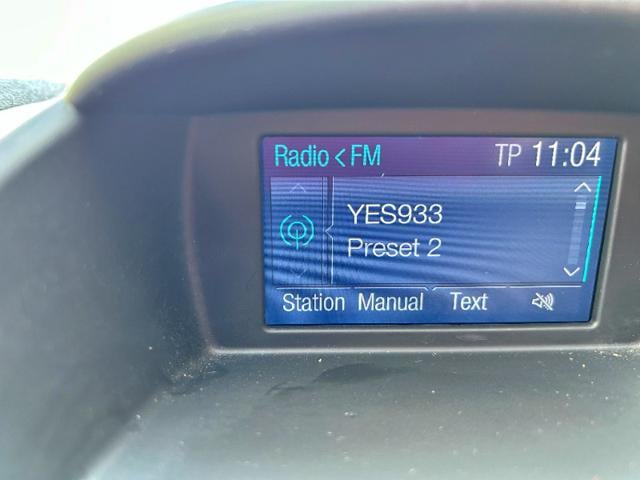 Radio < FM TP 11:04
YES933
Preset 2
Station Manual Text